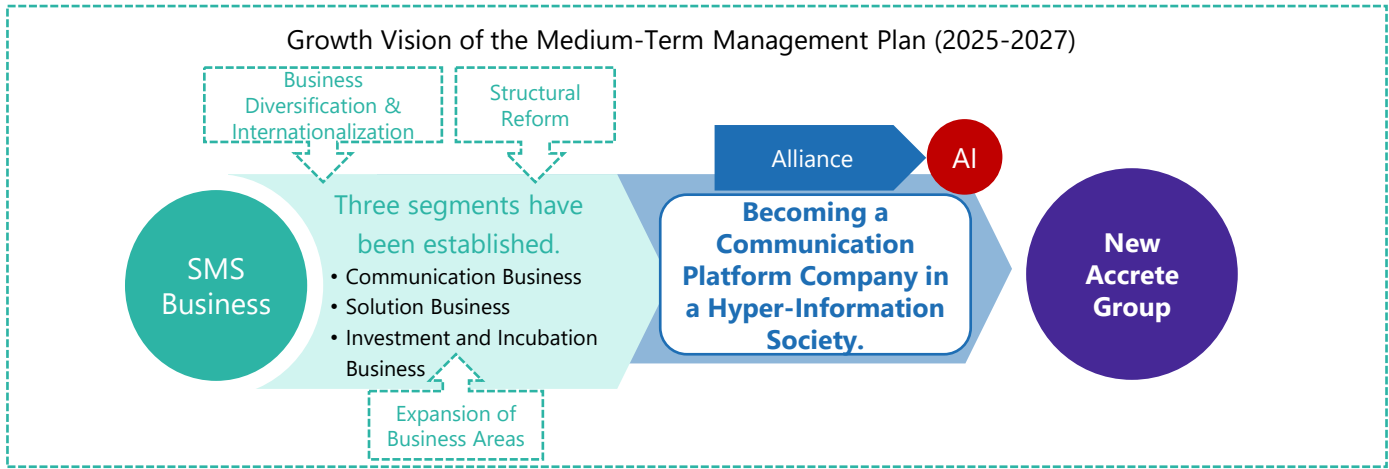 Growth Vision of the Medium-Term Management Plan (2025-2027)
Business
Diversification &
Internationalization
Structural
Reform
Alliance
AI
SMS
Business
Three segments have
been established.
• Communication Business
• Solution Business
• Investment and Incubation
Business
Expansion of
Business Areas
Becoming a
Communication
Platform Company in
a Hyper-Information
Society.
New
Accrete
Group